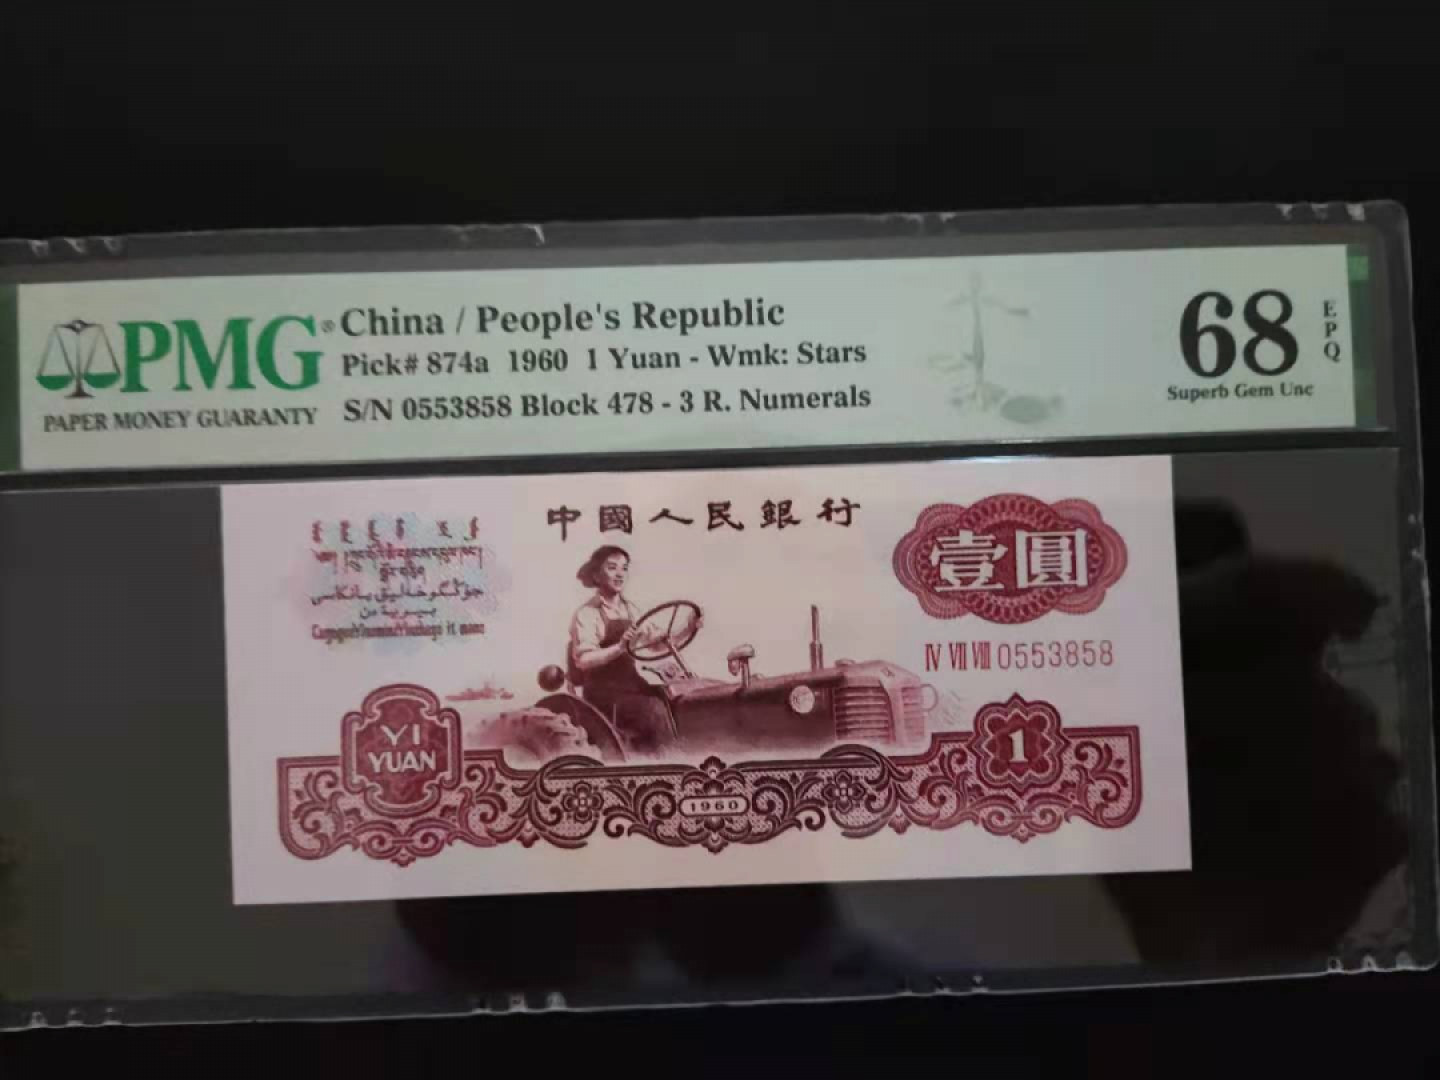 PMG®
PAPER MONEY GUARANTY
China / People's Republic
Pick# 874a 1960 1 Yuan - Wmk: Stars
S/N 0553858 Block 478 - 3 R. Numerals
68
EPQ
Superb Gem Unc
中國人民銀行
壹圓
Ⅳ Ⅶ Ⅷ 0553858
YI
YUAN
1
1960